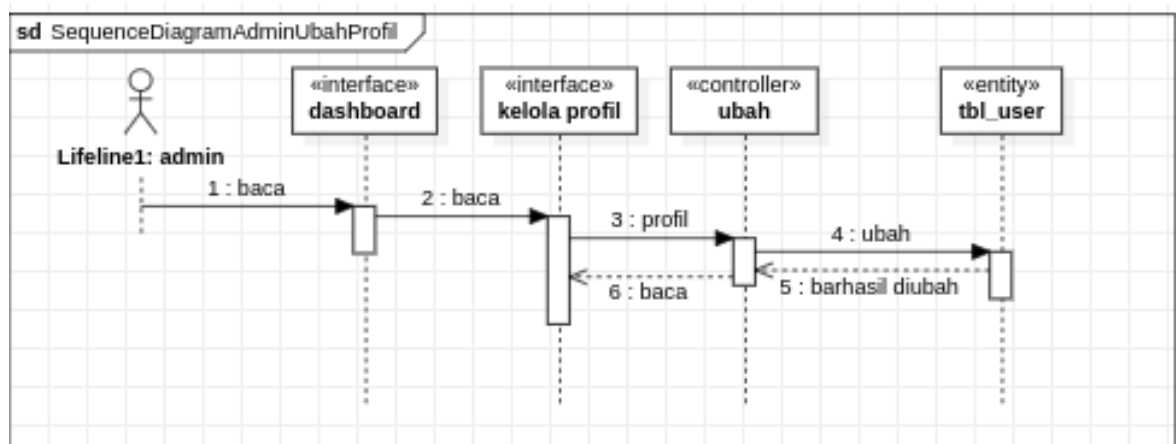 sd SequenceDiagramAdminUbahProfil
«interface»
dashboard
«interface»
kelola profil
«controller»
ubah
«entity»
tbl_user
Lifeline1: admin
1 : baca
2 : baca
3 : profil
4 : ubah
5 : barhasil diubah
6 : baca